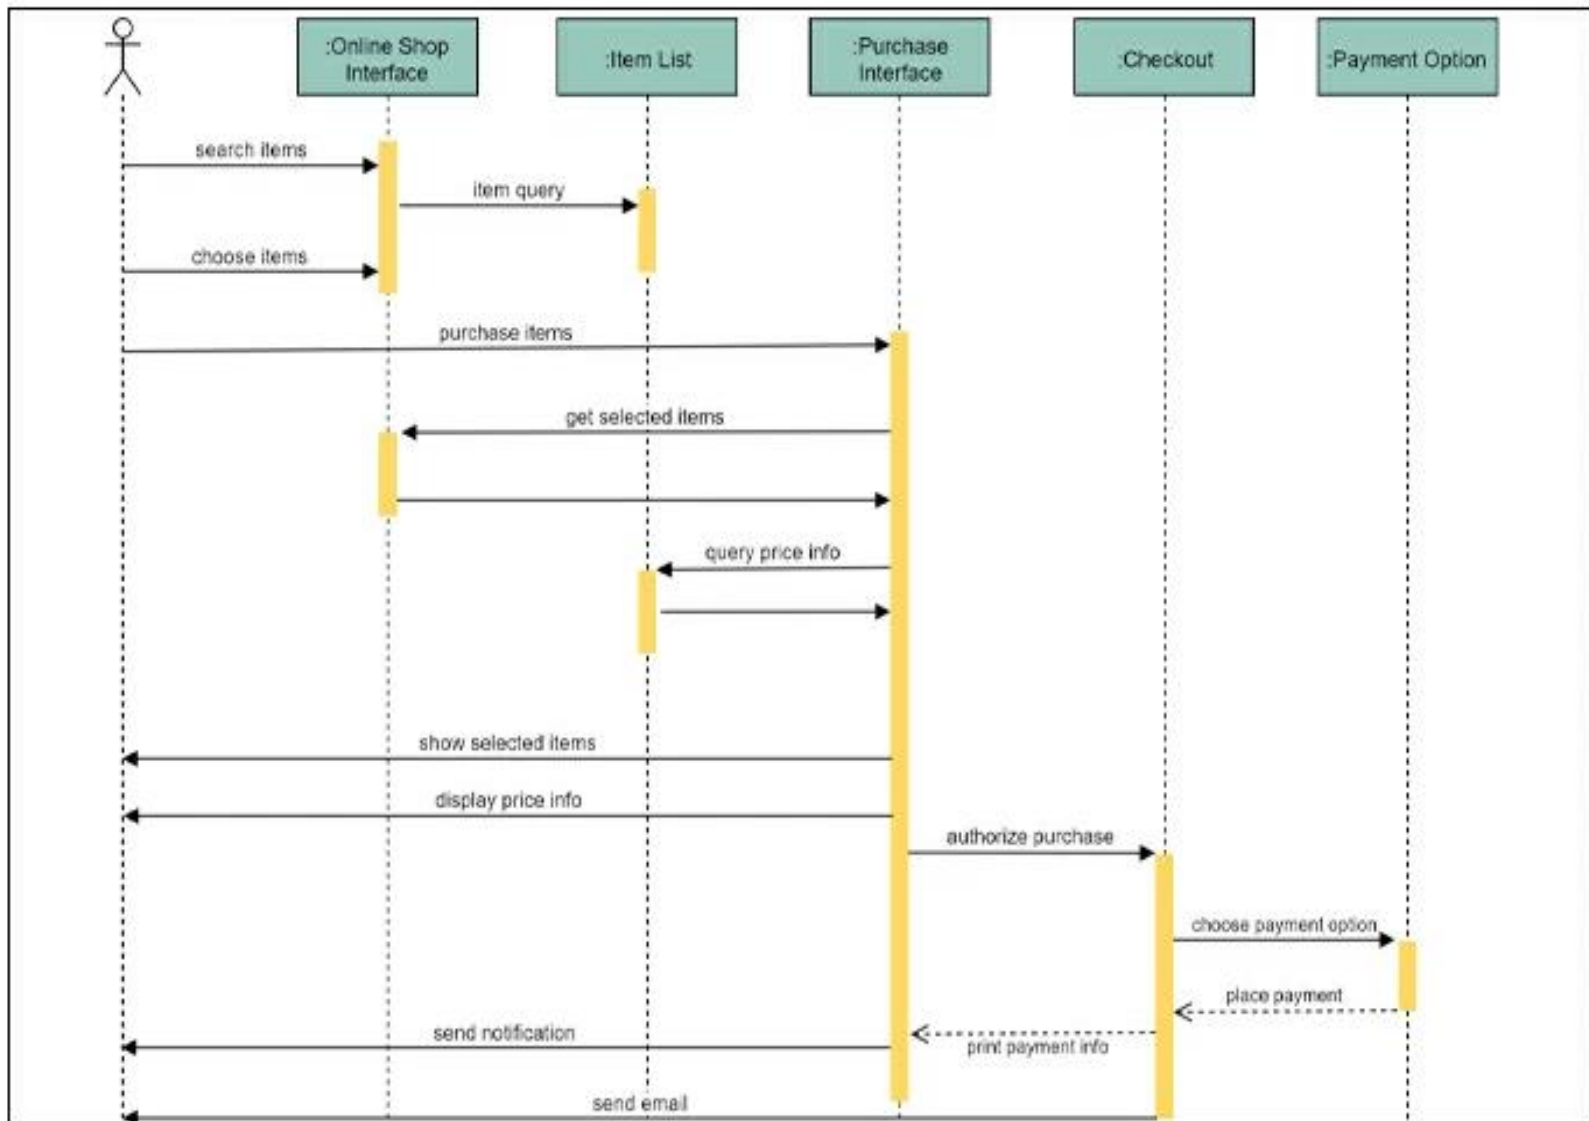 :Online Shop
Interface
:Item List
:Purchase
Interface
:Checkout
:Payment Option
search items
item query
choose items
purchase items
get selected items
query price info
show selected items
display price info
authorize purchase
choose payment option
place payment
send notification
print payment info
send email